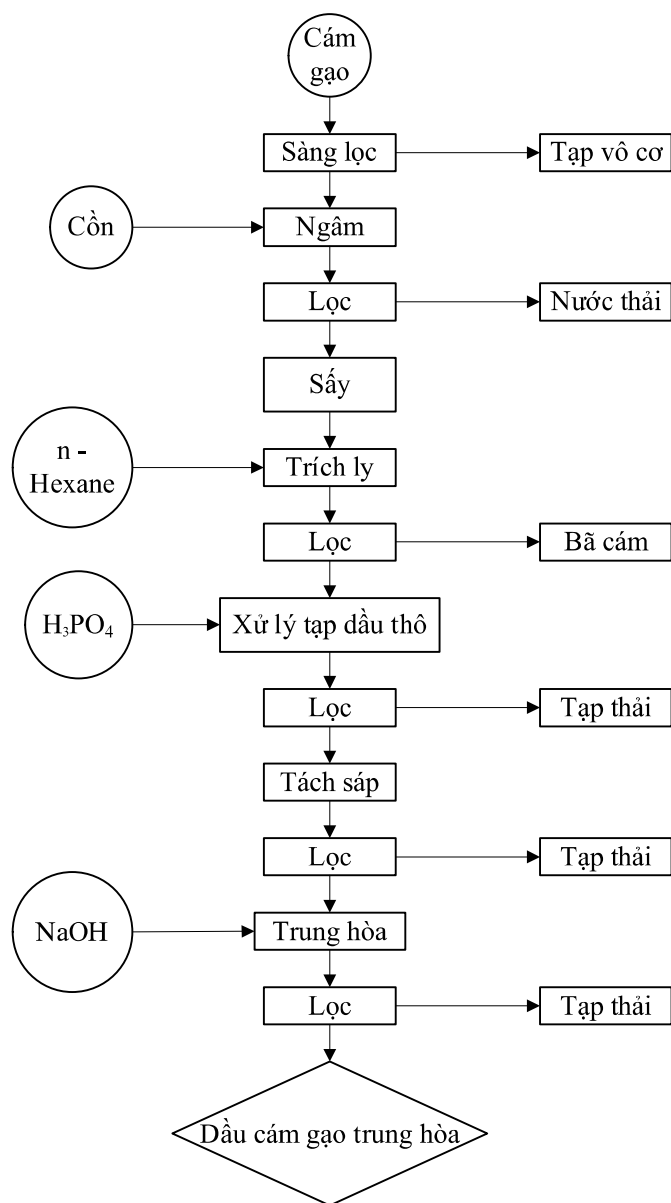 Cám
gạo
Sàng lọc
Tạp vô cơ
Cồn
Ngâm
Lọc
Nước thải
Sấy
n -
Hexane
Trích ly
Lọc
Bã cám
H₃PO₄
Xử lý tạp dầu thô
Lọc
Tạp thải
Tách sáp
Lọc
Tạp thải
NaOH
Trung hòa
Lọc
Tạp thải
Dầu cám gạo trung hòa